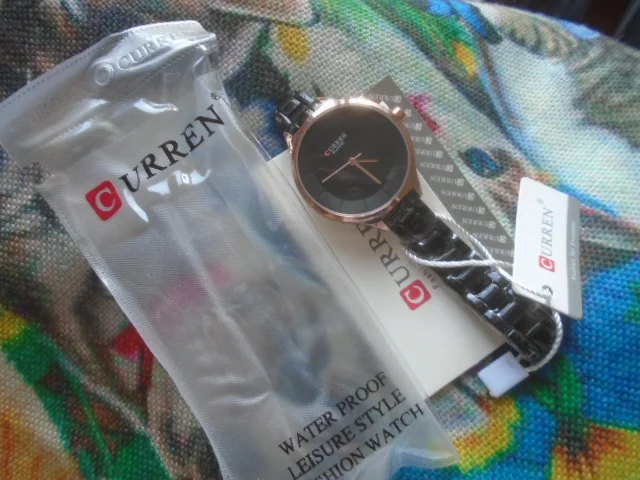 CURREN
CURREN®
WATER PROOF
LEISURE STYLE
FASHION WATCH
CURREN
CURREN
CURREN